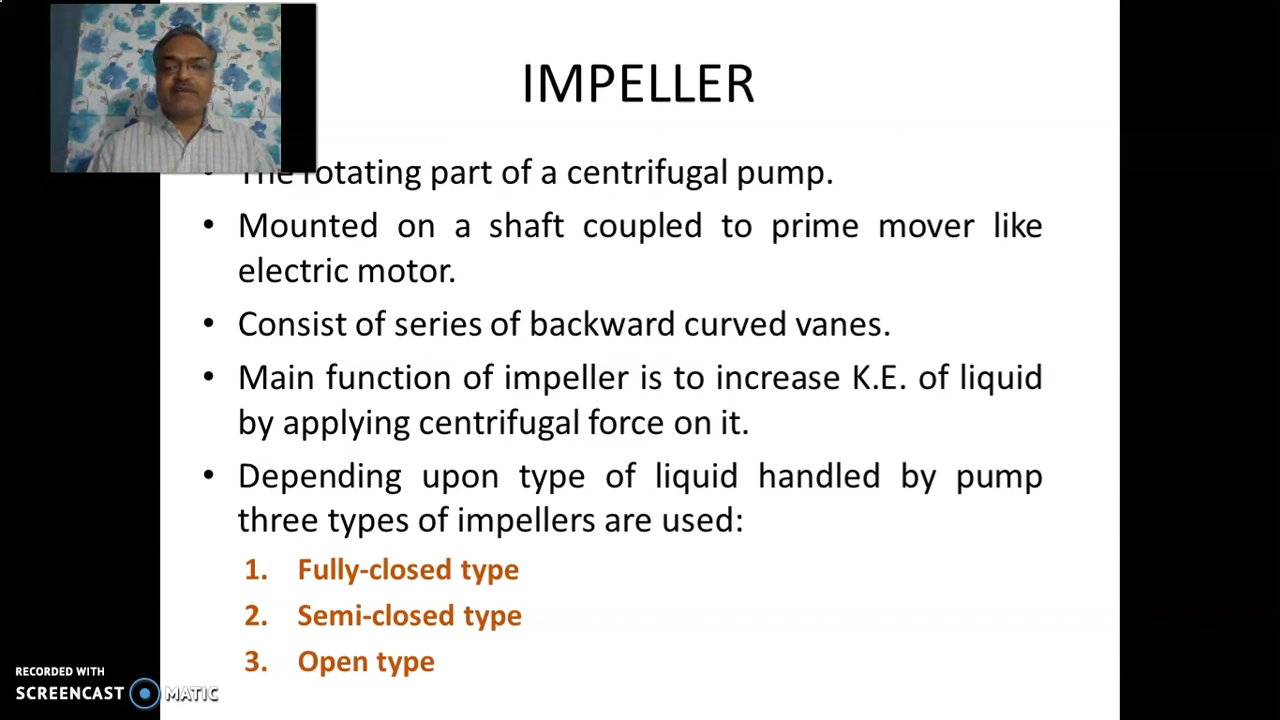 IMPELLER
• The rotating part of a centrifugal pump.
• Mounted on a shaft coupled to prime mover like
electric motor.
• Consist of series of backward curved vanes.
• Main function of impeller is to increase K.E. of liquid
by applying centrifugal force on it.
• Depending upon type of liquid handled by pump
three types of impellers are used:
1. Fully-closed type
2. Semi-closed type
3. Open type
RECORDED WITH
SCREENCAST MATIC